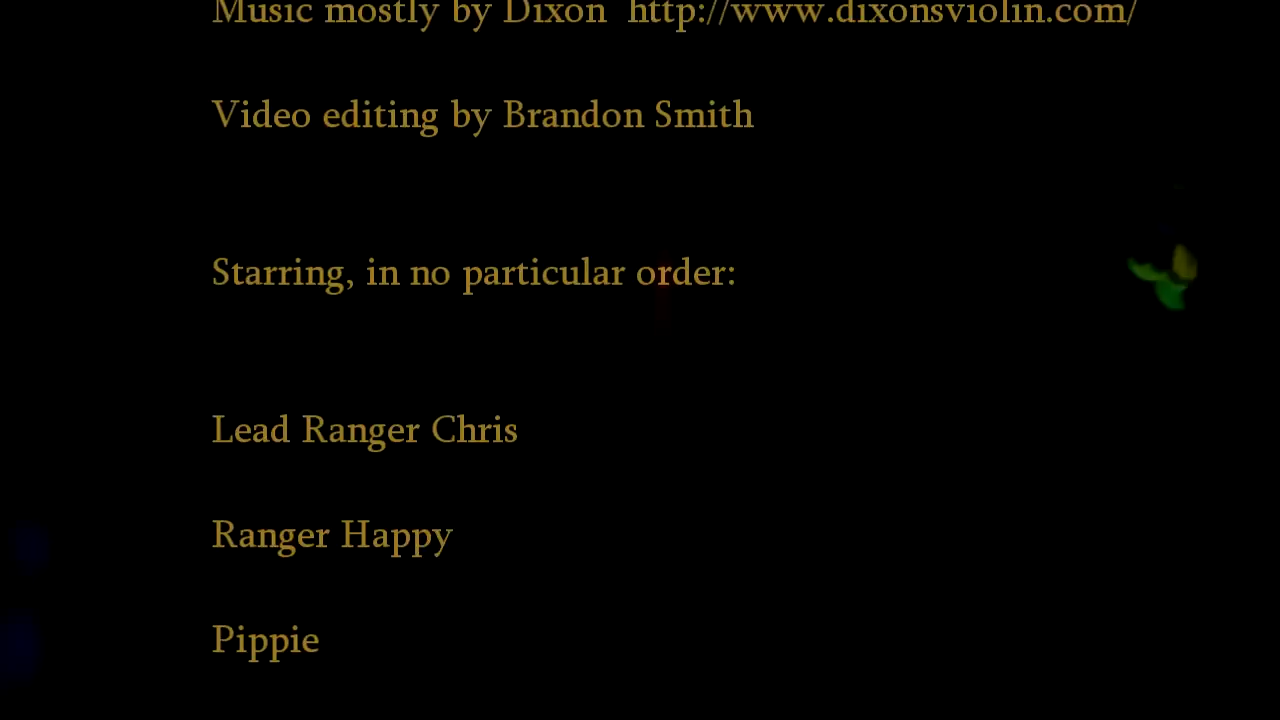 Music mostly by Dixon  http://www.dixonsviolin.com/
Video editing by Brandon Smith
Starring, in no particular order:
Lead Ranger Chris
Ranger Happy
Pippie